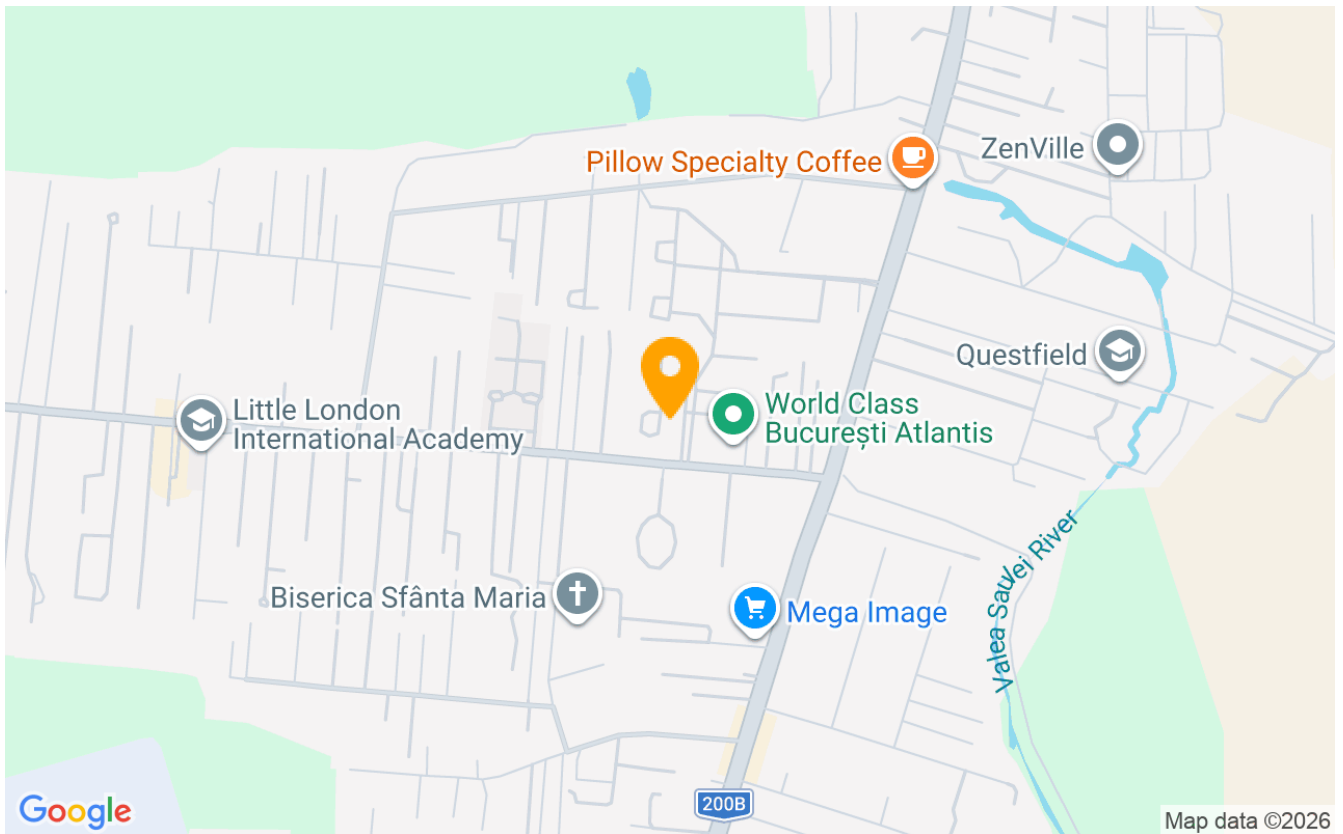 Pillow Specialty Coffee
ZenVille
Questfield
World Class
București Atlantis
Little London
International Academy
Valea Saulei River
Biserica Sfânta Maria
Mega Image
200B
Google
Map data ©2026